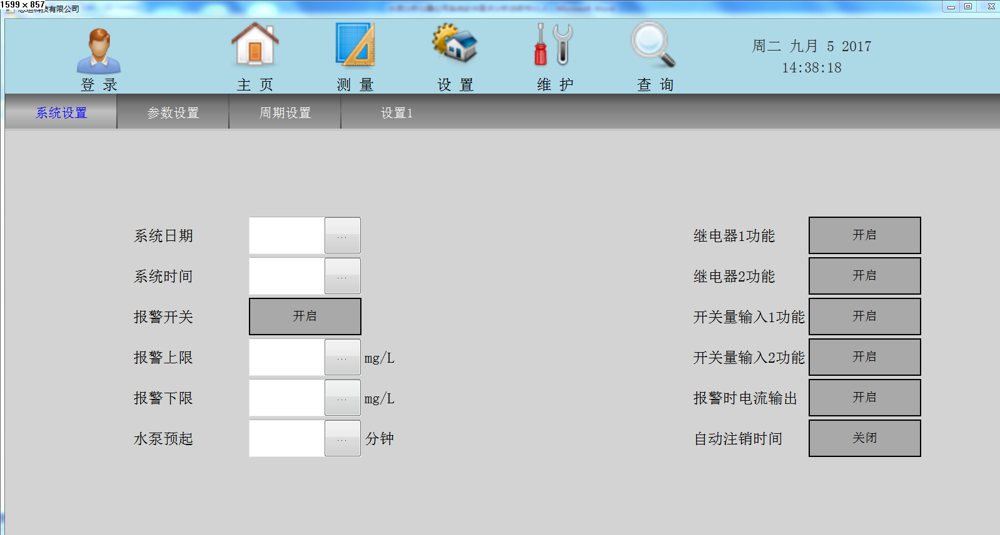 1599 x 857
科技有限公司
周二 九月 5 2017
14:38:18
登 录
主 页
测 量
设 置
维 护
查 询
系统设置
参数设置
周期设置
设置1
系统日期
...
继电器1功能
开启
系统时间
...
继电器2功能
开启
报警开关
开启
开关量输入1功能
开启
报警上限
...
mg/L
开关量输入2功能
开启
报警下限
...
mg/L
报警时电流输出
开启
水泵预起
...
分钟
自动注销时间
关闭